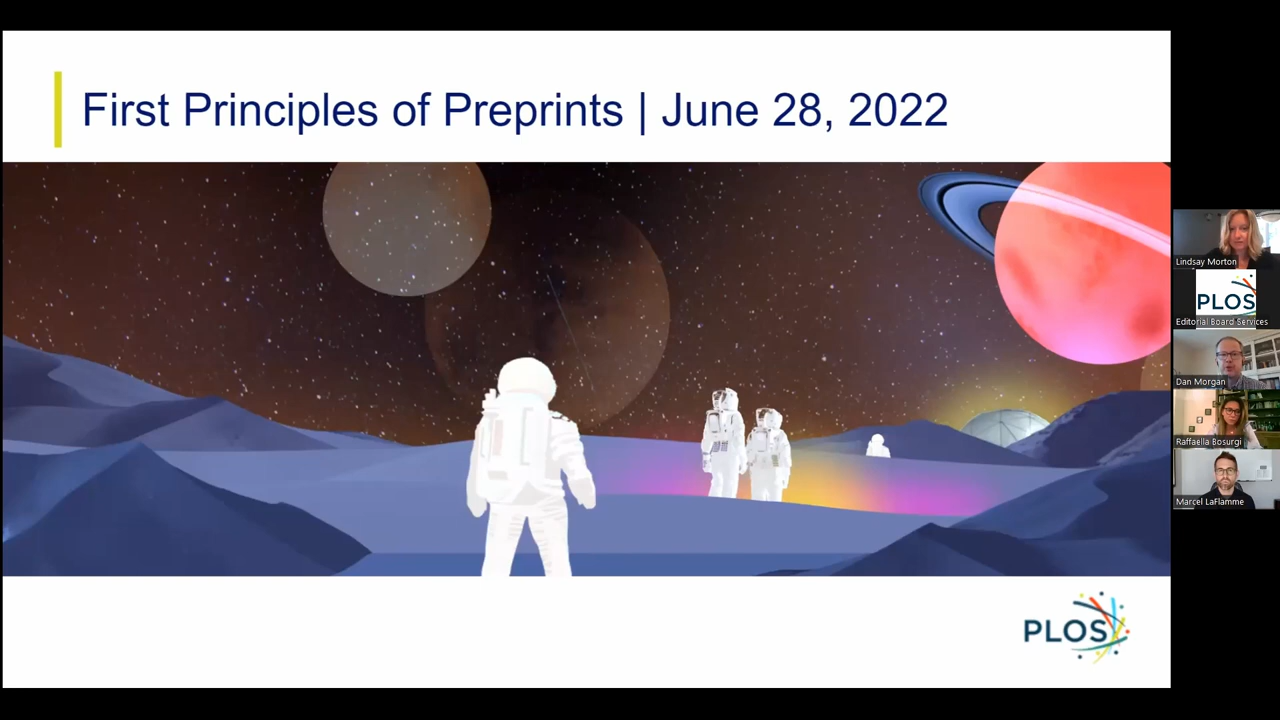 First Principles of Preprints | June 28, 2022
Lindsay Morton
PLOS
Editorial Board Services
Dan Morgan
Raffaella Bosurgi
Marcel LaFlamme
PLOS